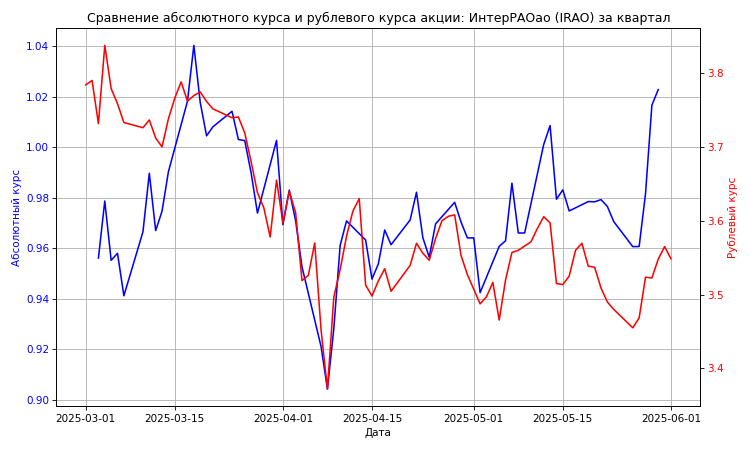 Сравнение абсолютного курса и рублевого курса акции: ИнтерРАОао (IRAO) за квартал
1.04
1.02
1.00
0.98
0.96
0.94
0.92
0.90
Абсолютный курс
3.8
3.7
3.6
3.5
3.4
Рублевый курс
2025-03-01 2025-03-15 2025-04-01 2025-04-15 2025-05-01 2025-05-15 2025-06-01
Дата